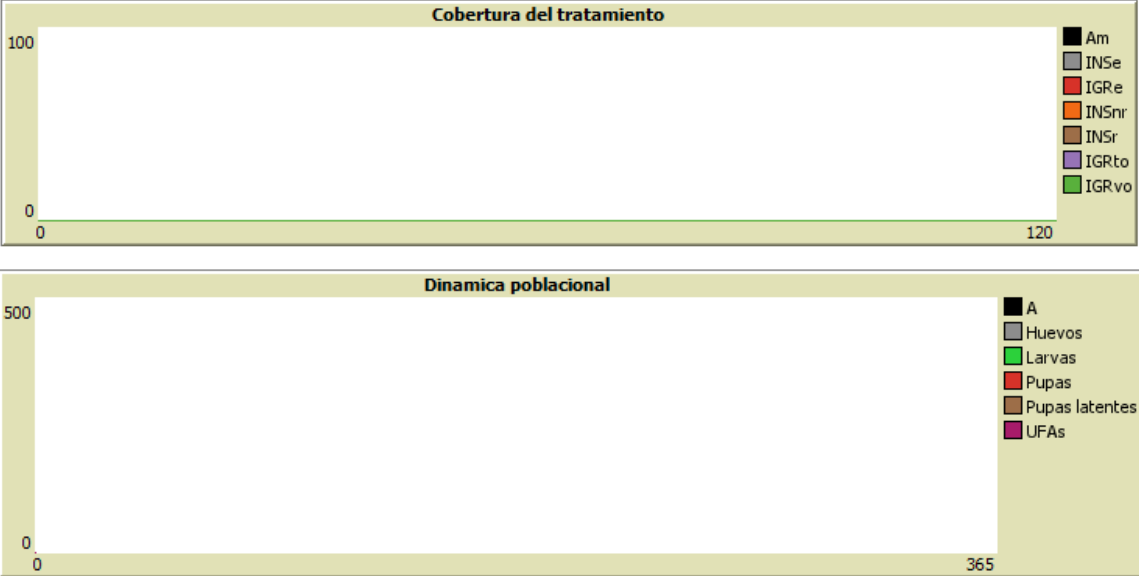 Cobertura del tratamiento
100
0
0
120
Am
INSe
IGRe
INSnr
INSr
IGRto
IGRvo
Dinamica poblacional
500
0
0
365
A
Huevos
Larvas
Pupas
Pupas latentes
UFAs